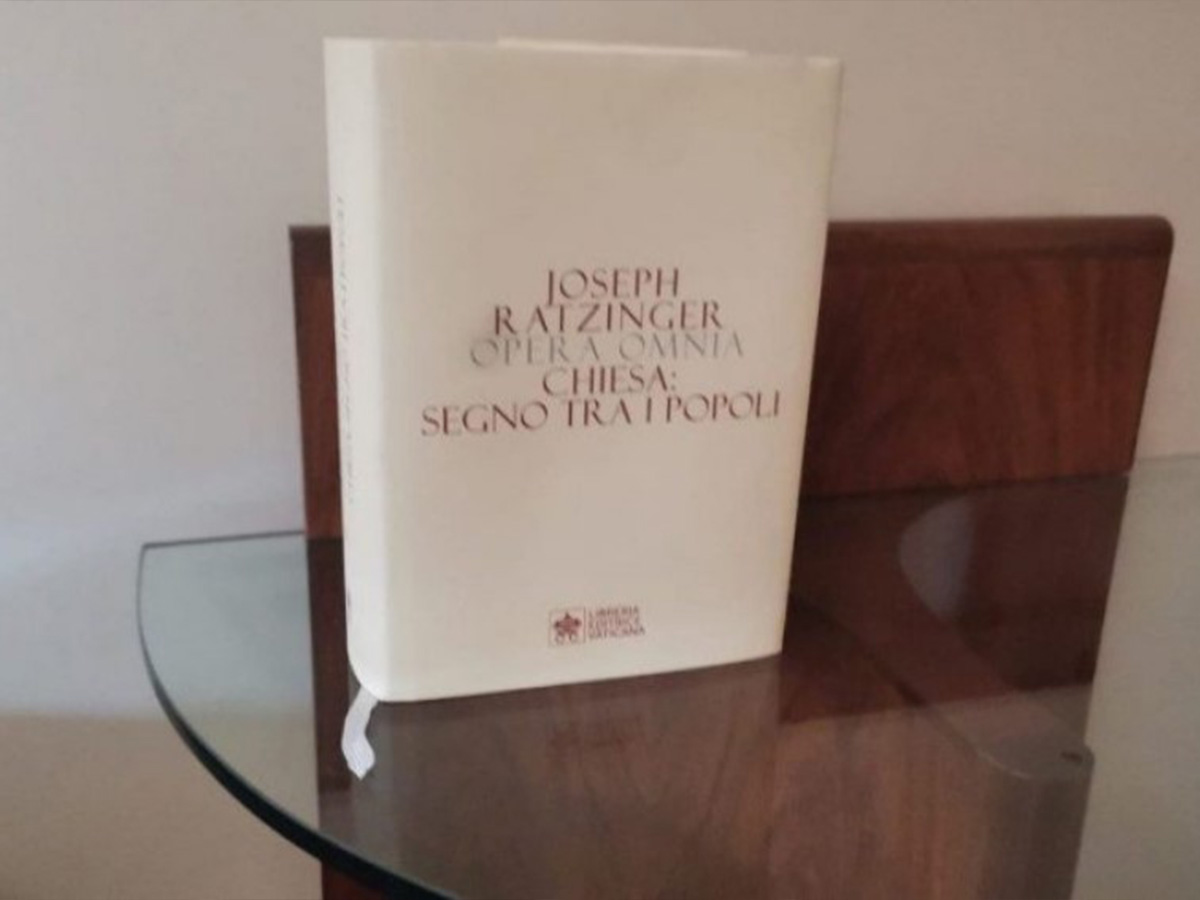 JOSEPH
RATZINGER
OPERA OMNIA
CHIESA:
SEGNO TRA I POPOLI
LIBRERIA
EDITRICE
VATICANA